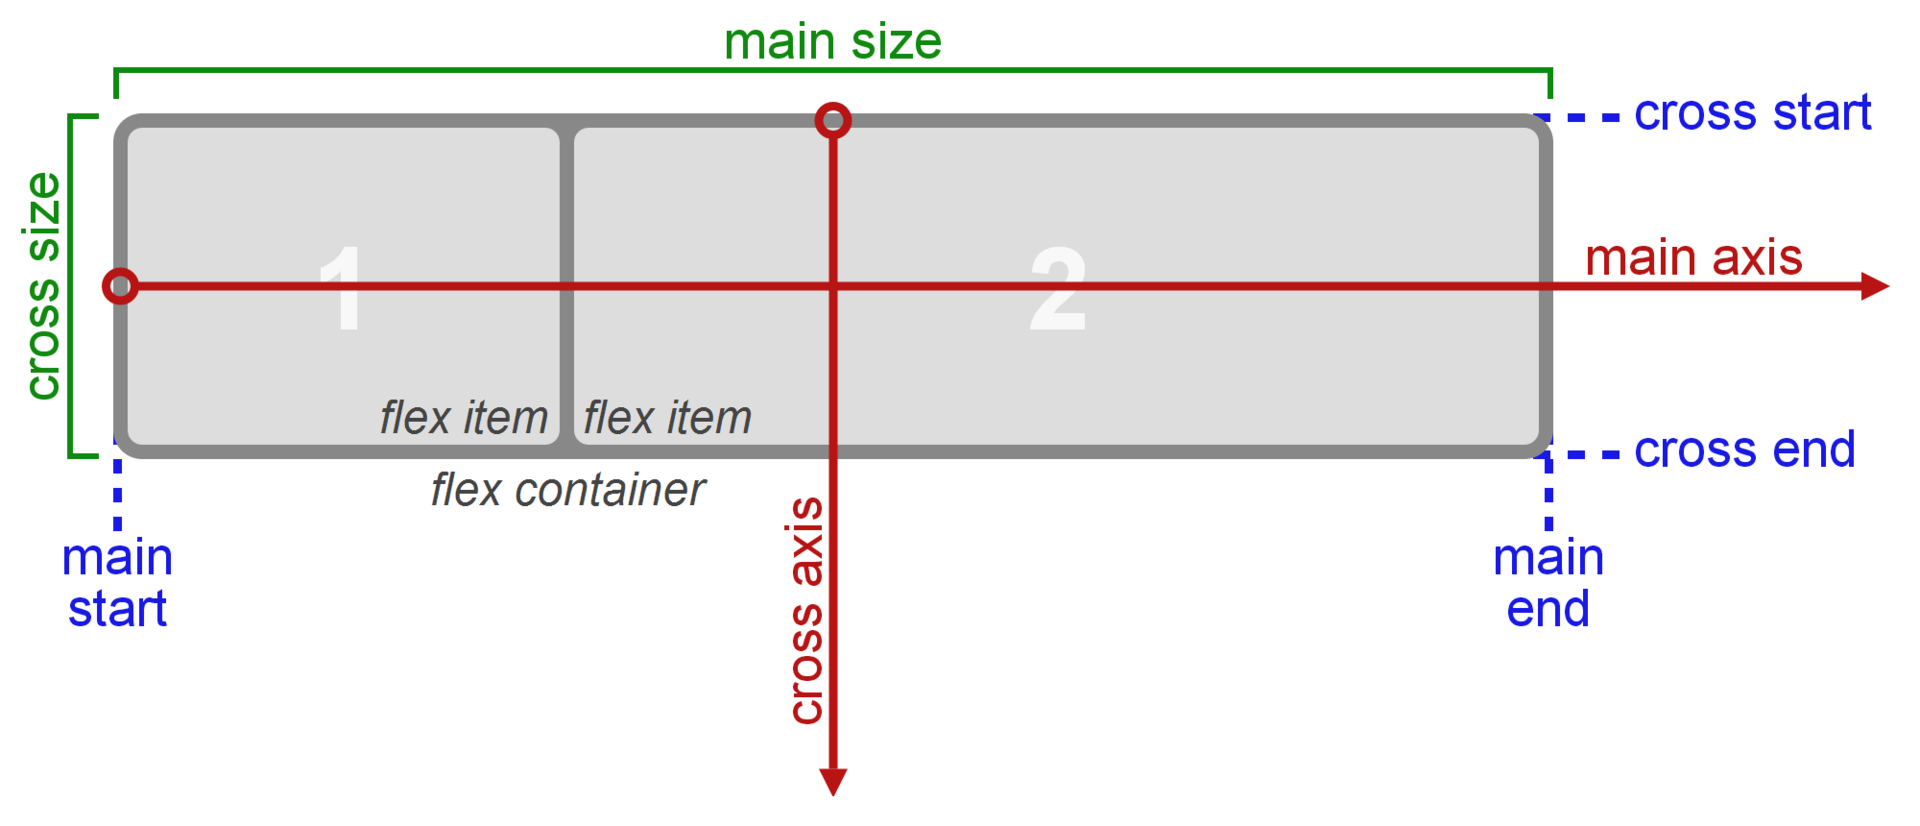 main size
cross start
cross size
main axis
1
2
flex item
flex item
cross end
flex container
cross axis
main
start
main
end